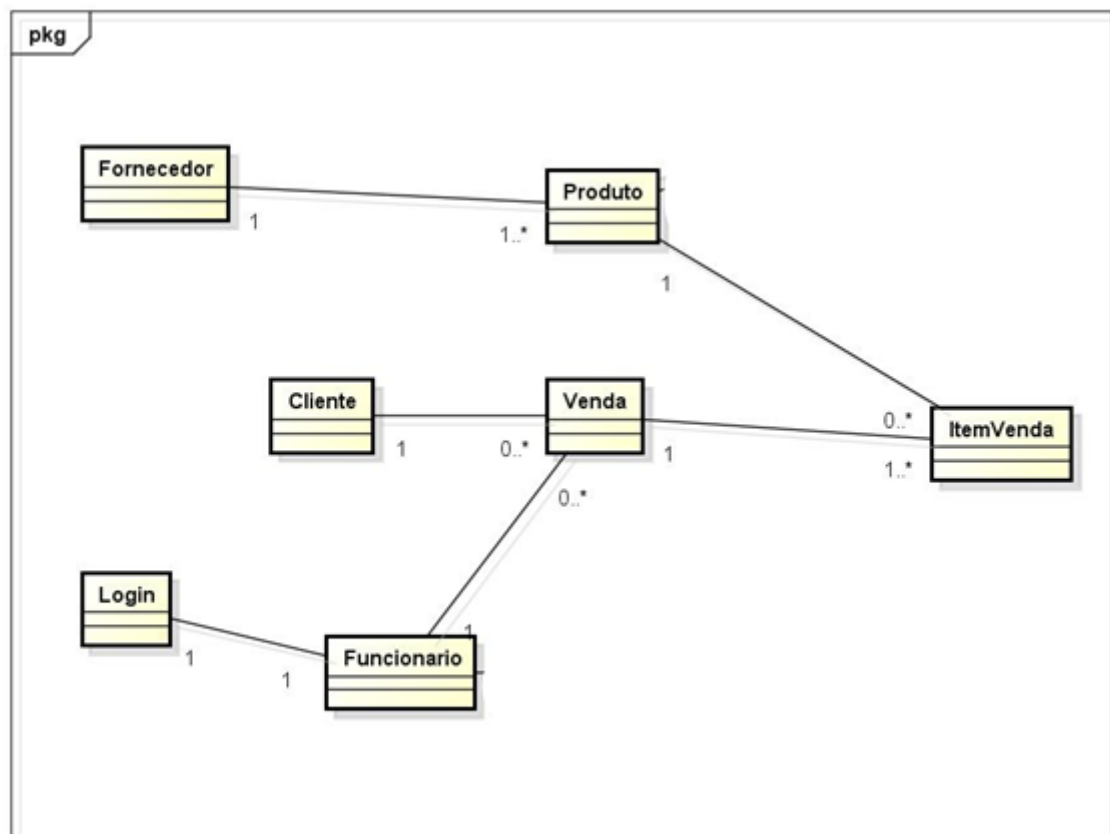 pkg
Fornecedor
Produto
1
1..*
1
Cliente
Venda
ItemVenda
0..*
1
0..*
1
1..*
0..*
Login
Funcionario
1
1
1